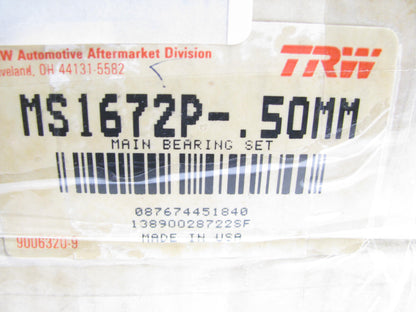 W Automotive Aftermarket Division
eveland, OH 44131-5582
TRW
MS1672P-.50MM
MAIN BEARING SET
087674451840
13890028722SF
MADE IN USA
9006320-9